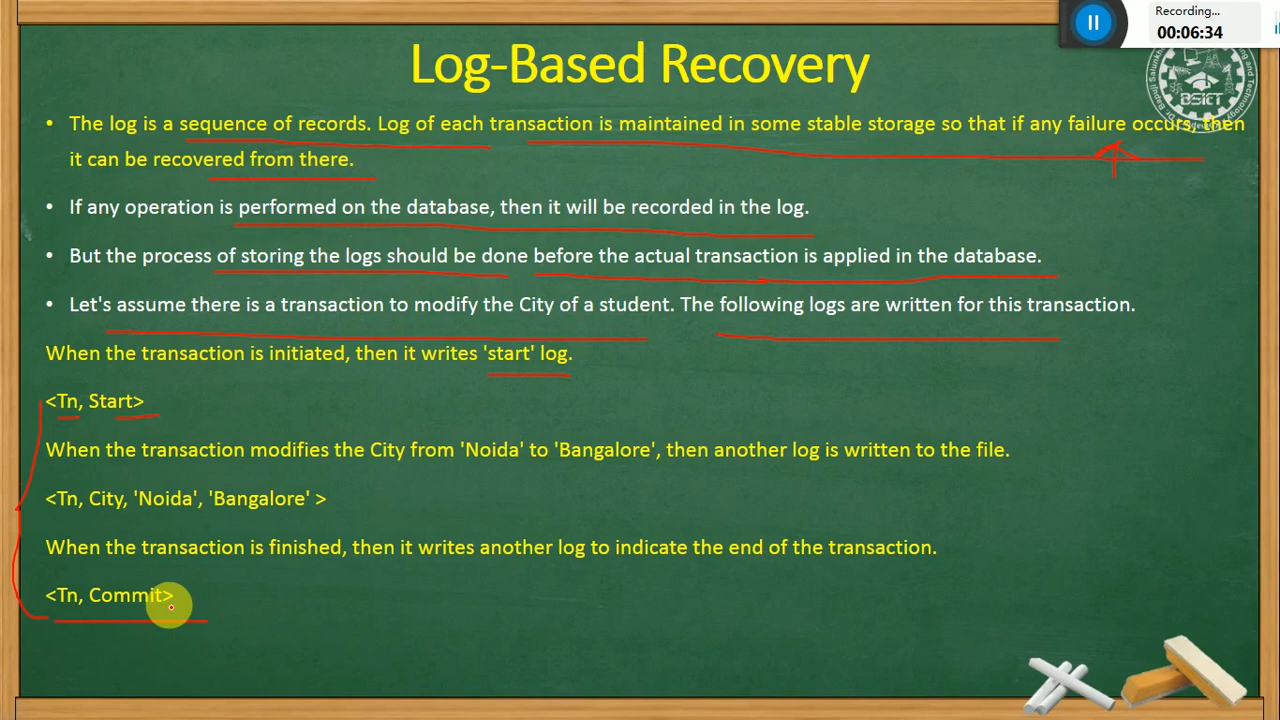 Recording...
00:06:34
Log-Based Recovery
• The log is a sequence of records. Log of each transaction is maintained in some stable storage so that if any failure occurs, then
it can be recovered from there.
• If any operation is performed on the database, then it will be recorded in the log.
• But the process of storing the logs should be done before the actual transaction is applied in the database.
• Let's assume there is a transaction to modify the City of a student. The following logs are written for this transaction.
When the transaction is initiated, then it writes 'start' log.
<Tn, Start>
When the transaction modifies the City from 'Noida' to 'Bangalore', then another log is written to the file.
<Tn, City, 'Noida', 'Bangalore' >
When the transaction is finished, then it writes another log to indicate the end of the transaction.
<Tn, Commit>